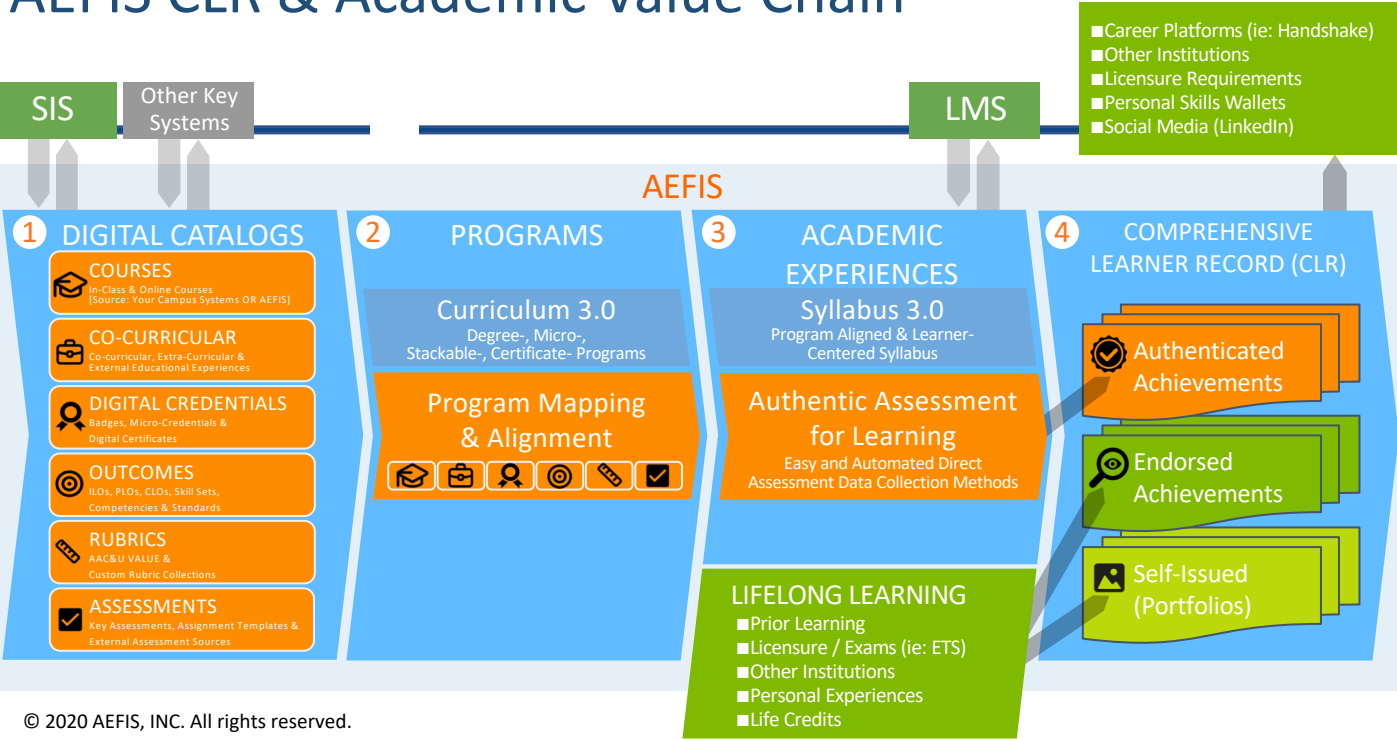 AEFIS CLR & Academic Value Chain
■Career Platforms (ie: Handshake)
■Other Institutions
■Licensure Requirements
■Personal Skills Wallets
■Social Media (LinkedIn)
SIS
Other Key
Systems
LMS
AEFIS
1
DIGITAL CATALOGS
COURSES
In-Class & Online Courses
[Source: Your Campus Systems OR AEFIS]
CO-CURRICULAR
Co-curricular, Extra-Curricular &
External Educational Experiences
DIGITAL CREDENTIALS
Badges, Micro-Credentials &
Digital Certificates
OUTCOMES
ILOs, PLOs, CLOs, Skill Sets,
Competencies & Standards
RUBRICS
AAC&U VALUE &
Custom Rubric Collections
ASSESSMENTS
Key Assessments, Assignment Templates &
External Assessment Sources
2
PROGRAMS
Curriculum 3.0
Degree-, Micro-,
Stackable-, Certificate- Programs
Program Mapping
& Alignment
3
ACADEMIC
EXPERIENCES
Syllabus 3.0
Program Aligned & Learner-
Centered Syllabus
Authentic Assessment
for Learning
Easy and Automated Direct
Assessment Data Collection Methods
LIFELONG LEARNING
■Prior Learning
■Licensure / Exams (ie: ETS)
■Other Institutions
■Personal Experiences
■Life Credits
4
COMPREHENSIVE
LEARNER RECORD (CLR)
Authenticated
Achievements
Endorsed
Achievements
Self-Issued
(Portfolios)
© 2020 AEFIS, INC. All rights reserved.